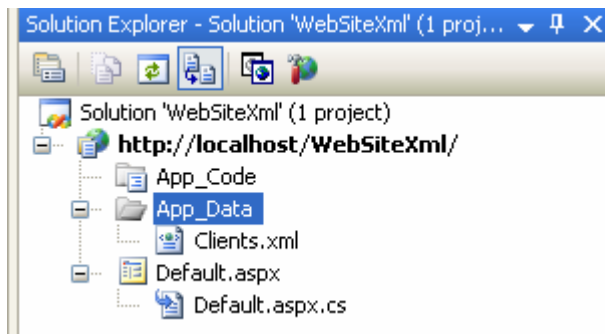 Solution Explorer - Solution 'WebSiteXml' (1 proj...
Solution 'WebSiteXml' (1 project)
http://localhost/WebSiteXml/
App_Code
App_Data
Clients.xml
Default.aspx
Default.aspx.cs